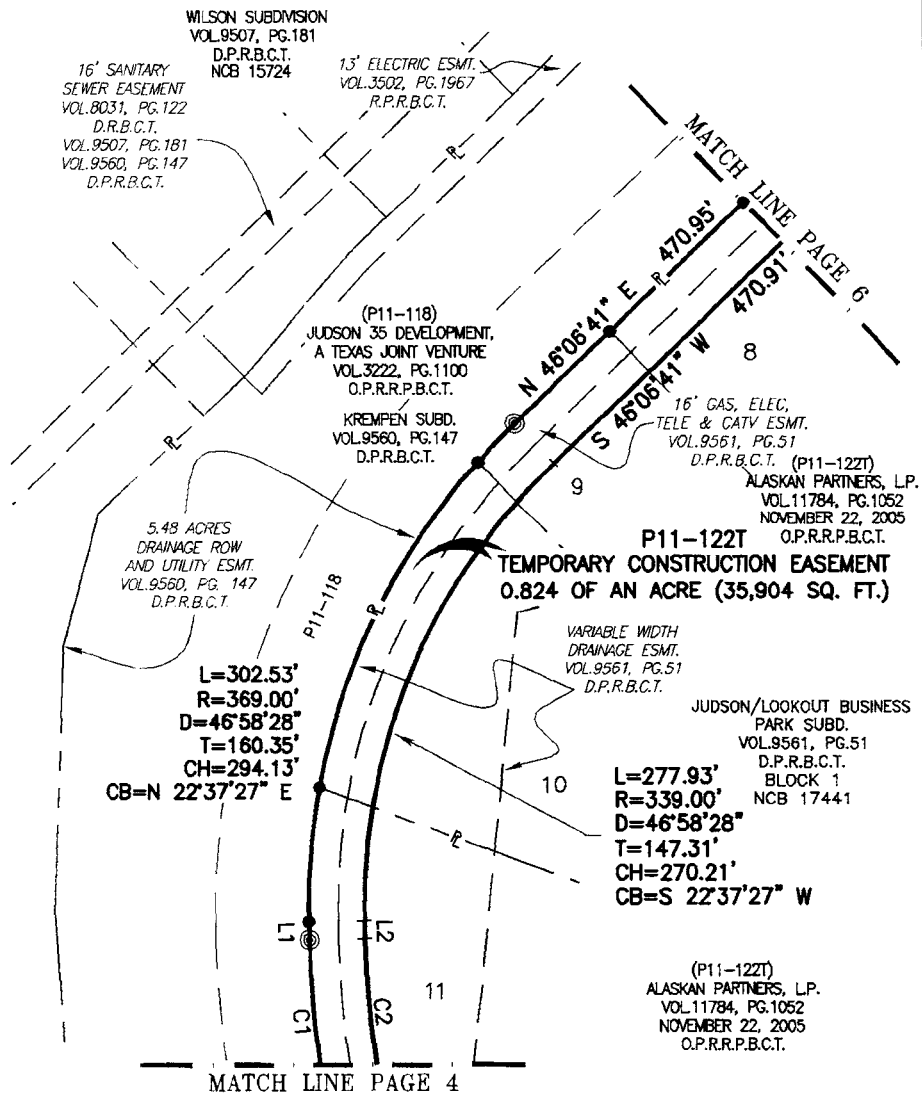 WILSON SUBDIVISION
VOL.9507, PG.181
D.P.R.B.C.T.
NCB 15724
16' SANITARY
SEWER EASEMENT
VOL.8031, PG.122
D.R.B.C.T.
VOL.9507, PG.181
VOL.9560, PG.147
D.P.R.B.C.T.
13' ELECTRIC ESMT.
VOL.3502, PG.1967
R.P.R.B.C.T.
MATCH LINE PAGE 6
N 46°06'41" E 470.95'
S 46°06'41" W 470.91'
(P11-118)
JUDSON 35 DEVELOPMENT,
A TEXAS JOINT VENTURE
VOL.3222, PG.1100
O.P.R.R.P.B.C.T.
KREMPEN SUBD.
VOL.9560, PG.147
D.P.R.B.C.T.
8
16' GAS, ELEC,
TELE & CATV ESMT.
VOL.9561, PG.51
D.P.R.B.C.T.
9
(P11-122T)
ALASKAN PARTNERS, L.P.
VOL.11784, PG.1052
NOVEMBER 22, 2005
O.P.R.R.P.B.C.T.
P11-122T
TEMPORARY CONSTRUCTION EASEMENT
0.824 OF AN ACRE (35,904 SQ. FT.)
5.48 ACRES
DRAINAGE ROW
AND UTILITY ESMT.
VOL.9560, PG. 147
D.P.R.B.C.T.
P11-118
VARIABLE WIDTH
DRAINAGE ESMT.
VOL.9561, PG.51
D.P.R.B.C.T.
L=302.53'
R=369.00'
D=46°58'28"
T=160.35'
CH=294.13'
CB=N 22°37'27" E
JUDSON/LOOKOUT BUSINESS
PARK SUBD.
VOL.9561, PG.51
D.P.R.B.C.T.
BLOCK 1
NCB 17441
10
L=277.93'
R=339.00'
D=46°58'28"
T=147.31'
CH=270.21'
CB=S 22°37'27" W
L1
L2
C1
C2
11
(P11-122T)
ALASKAN PARTNERS, L.P.
VOL.11784, PG.1052
NOVEMBER 22, 2005
O.P.R.R.P.B.C.T.
MATCH LINE PAGE 4